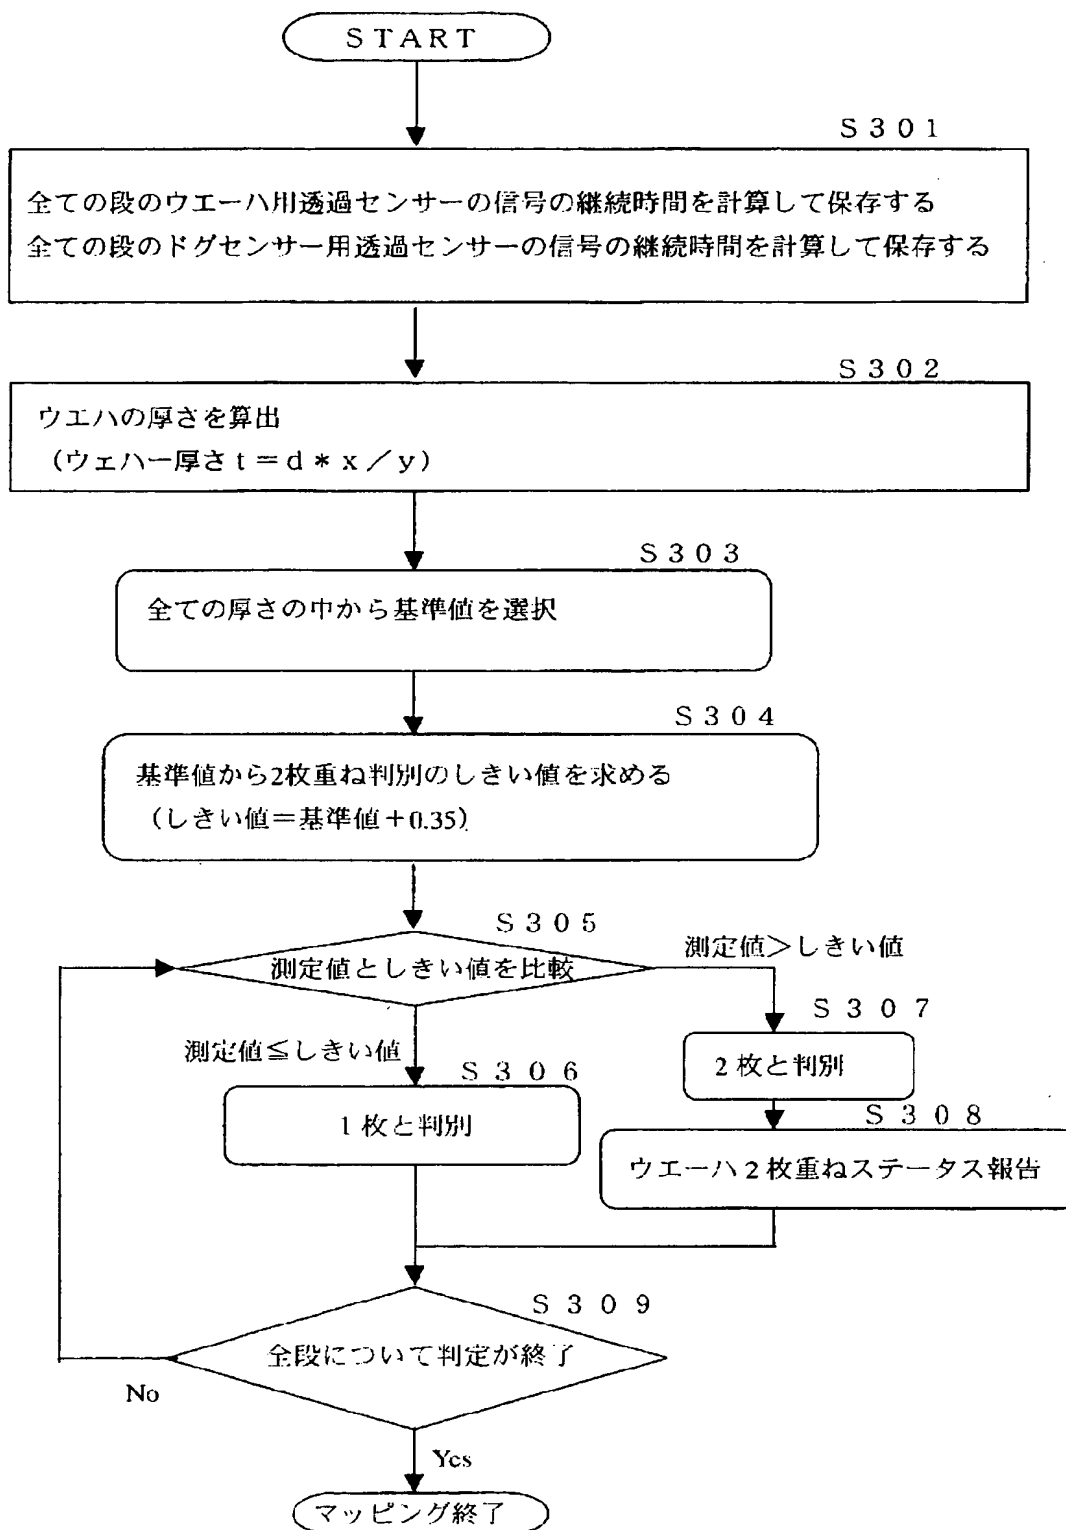 ＳＴＡＲＴ
Ｓ３０１
全ての段のウエーハ用透過センサーの信号の継続時間を計算して保存する
全ての段のドグセンサー用透過センサーの信号の継続時間を計算して保存する
Ｓ３０２
ウエハの厚さを算出
（ウェハー厚さｔ＝ｄ＊ｘ／ｙ）
Ｓ３０３
全ての厚さの中から基準値を選択
Ｓ３０４
基準値から2枚重ね判別のしきい値を求める
（しきい値＝基準値＋0.35）
Ｓ３０５
測定値＞しきい値
測定値としきい値を比較
Ｓ３０７
測定値≦しきい値
2 枚と判別
Ｓ３０６
1 枚と判別
Ｓ３０８
ウエーハ 2 枚重ねステータス報告
Ｓ３０９
全段について判定が終了
No
Yes
マッピング終了